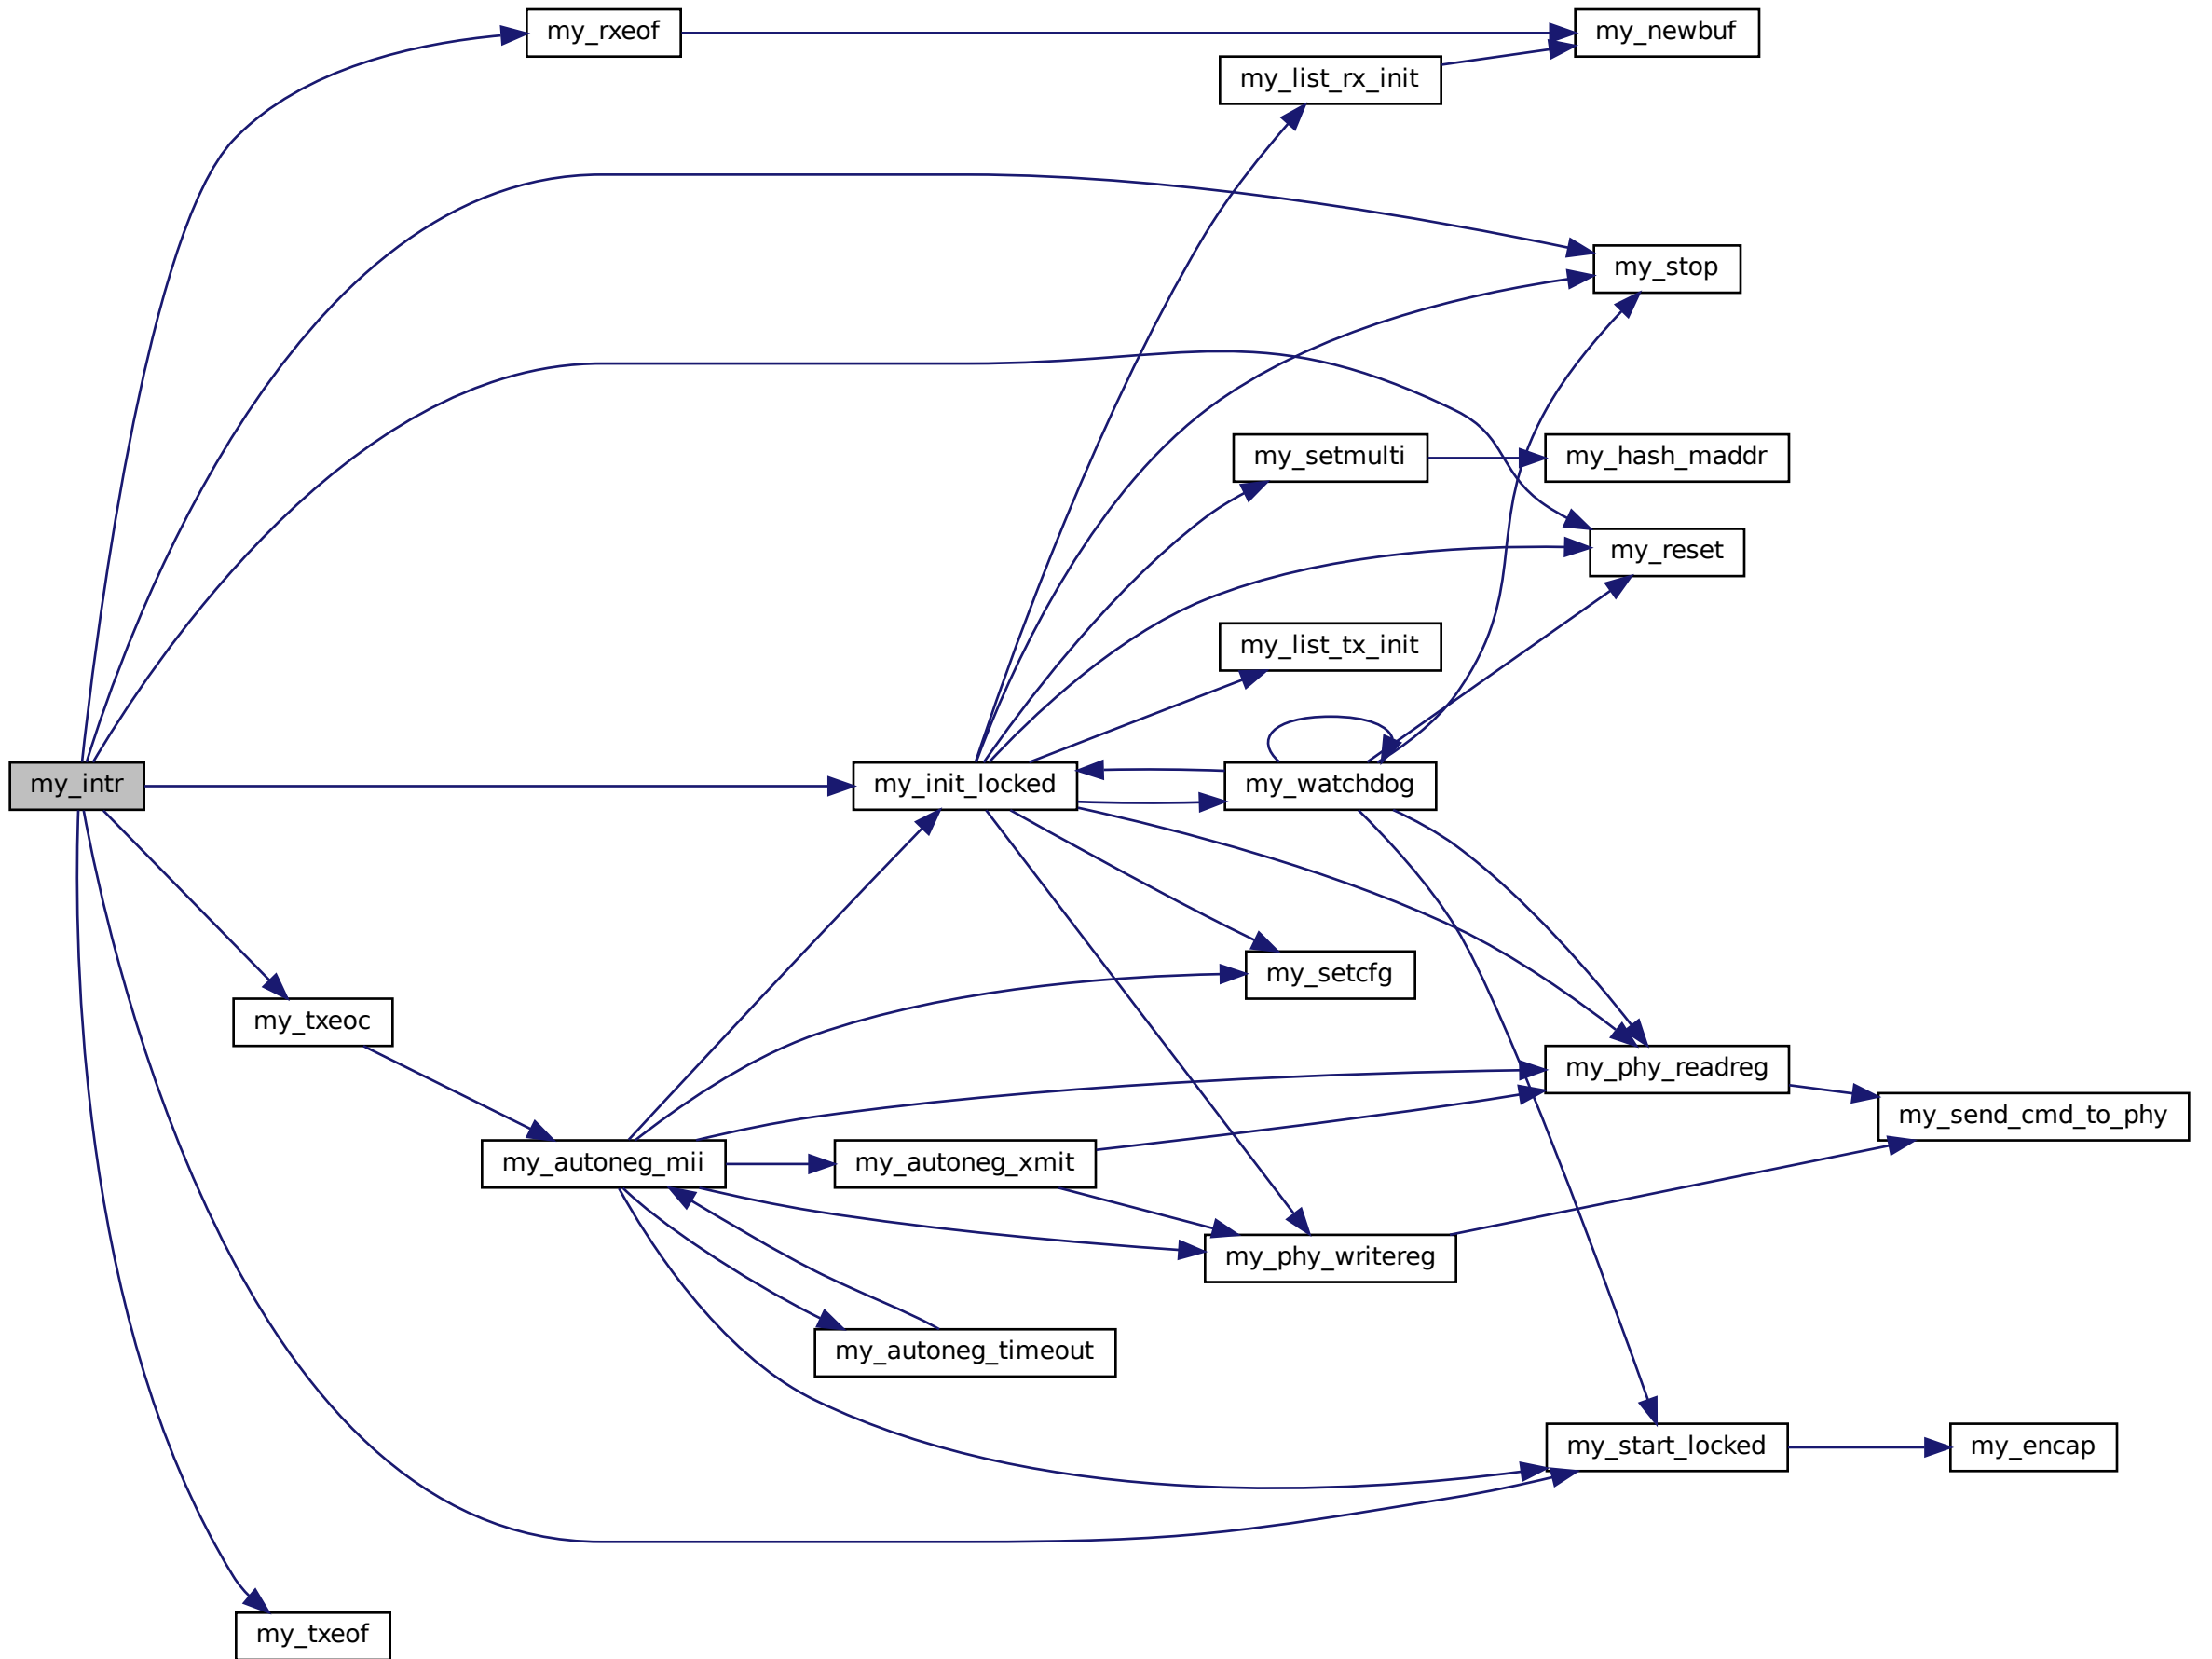 my_rxeof
my_newbuf
my_list_rx_init
my_stop
my_setmulti
my_hash_maddr
my_reset
my_list_tx_init
my_intr
my_init_locked
my_watchdog
my_setcfg
my_txeoc
my_phy_readreg
my_send_cmd_to_phy
my_autoneg_mii
my_autoneg_xmit
my_phy_writereg
my_autoneg_timeout
my_start_locked
my_encap
my_txeof